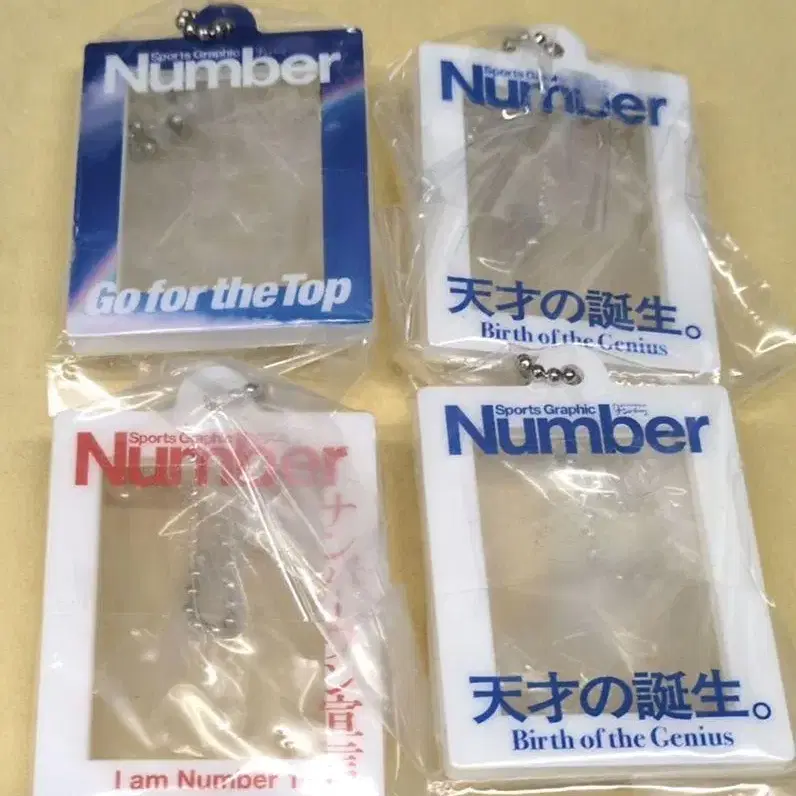 Sports Graphic
Number
Go for the Top
Sports Graphic
Number
天才の誕生。
Birth of the Genius
Sports Graphic
Number
I am Number
Sports Graphic
Number
天才の誕生。
Birth of the Genius